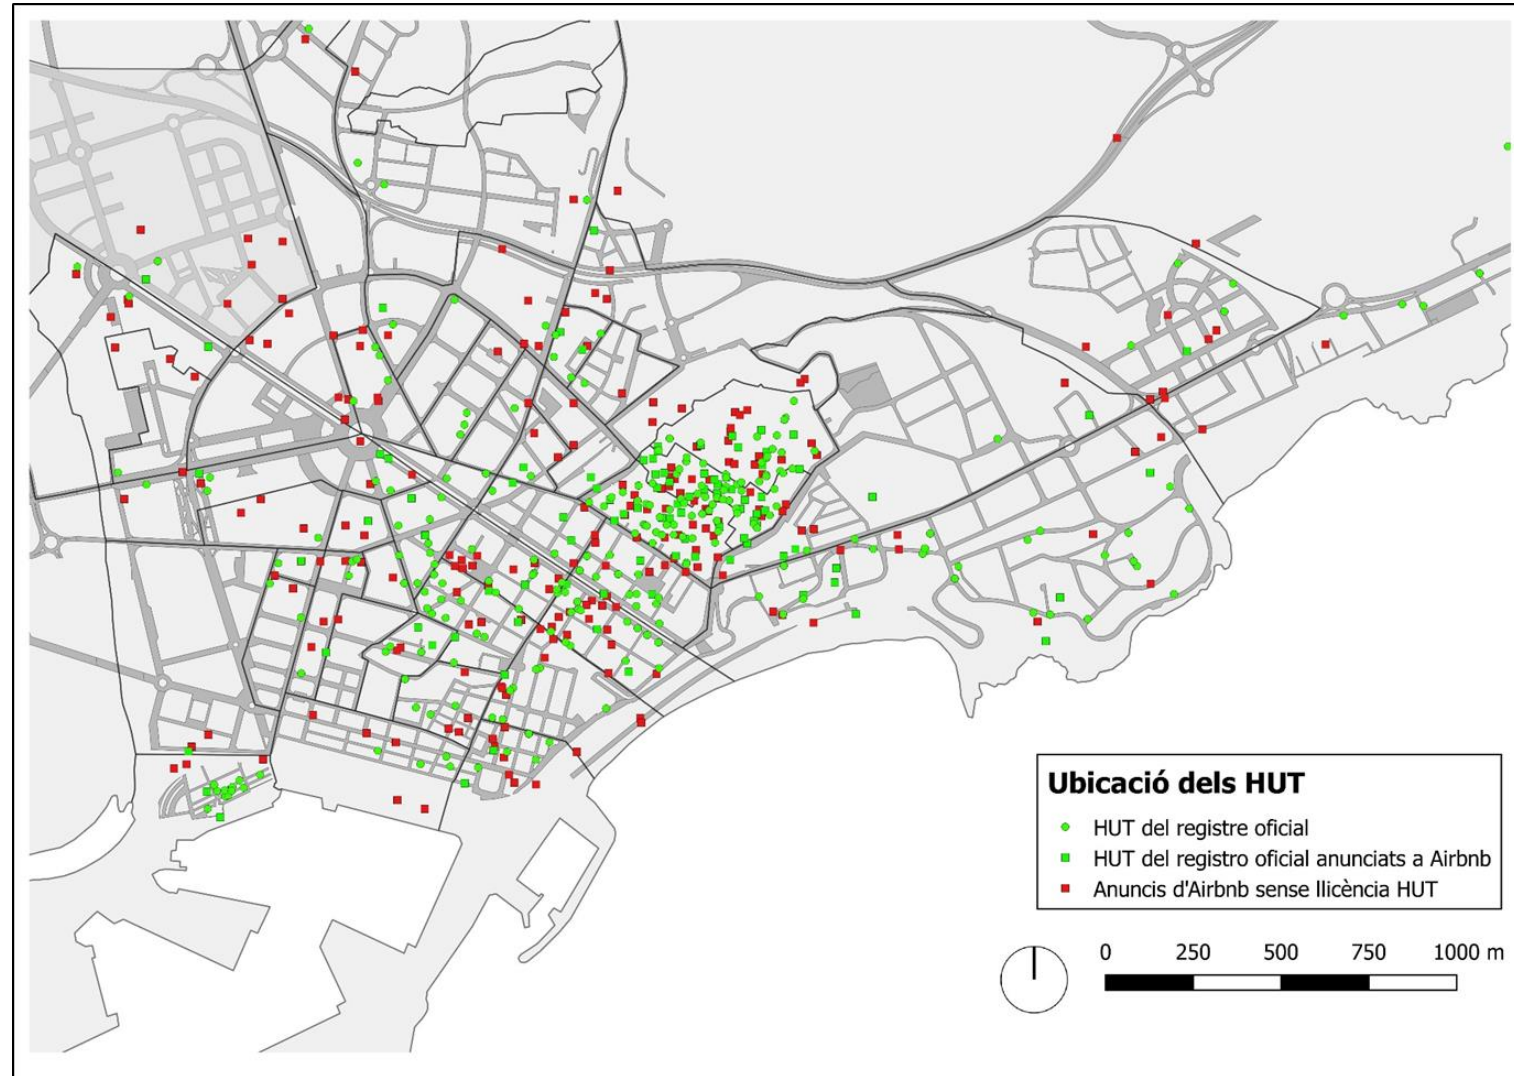 Ubicació dels HUT
HUT del registre oficial
HUT del registro oficial anunciats a Airbnb
Anuncis d'Airbnb sense llicència HUT
0 250 500 750 1000 m